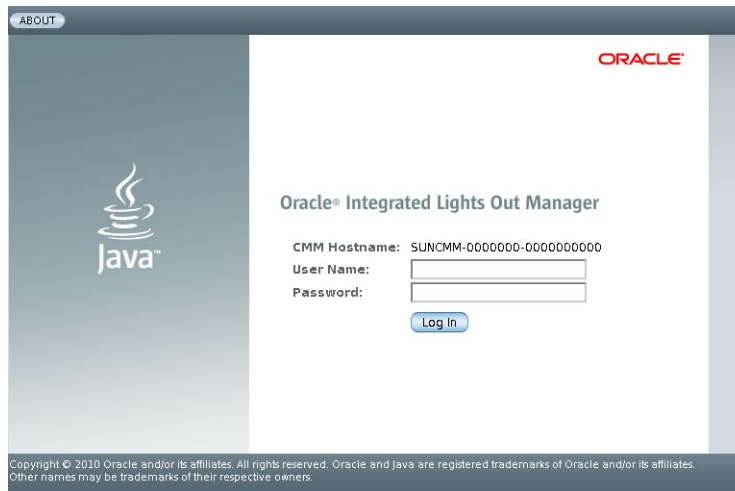 ABOUT
ORACLE®
Java™
Oracle® Integrated Lights Out Manager
CMM Hostname: SUNCMM-0000000-0000000000
User Name:
Password:
Log In
Copyright © 2010 Oracle and/or its affiliates. All rights reserved. Oracle and Java are registered trademarks of Oracle and/or its affiliates.
Other names may be trademarks of their respective owners.